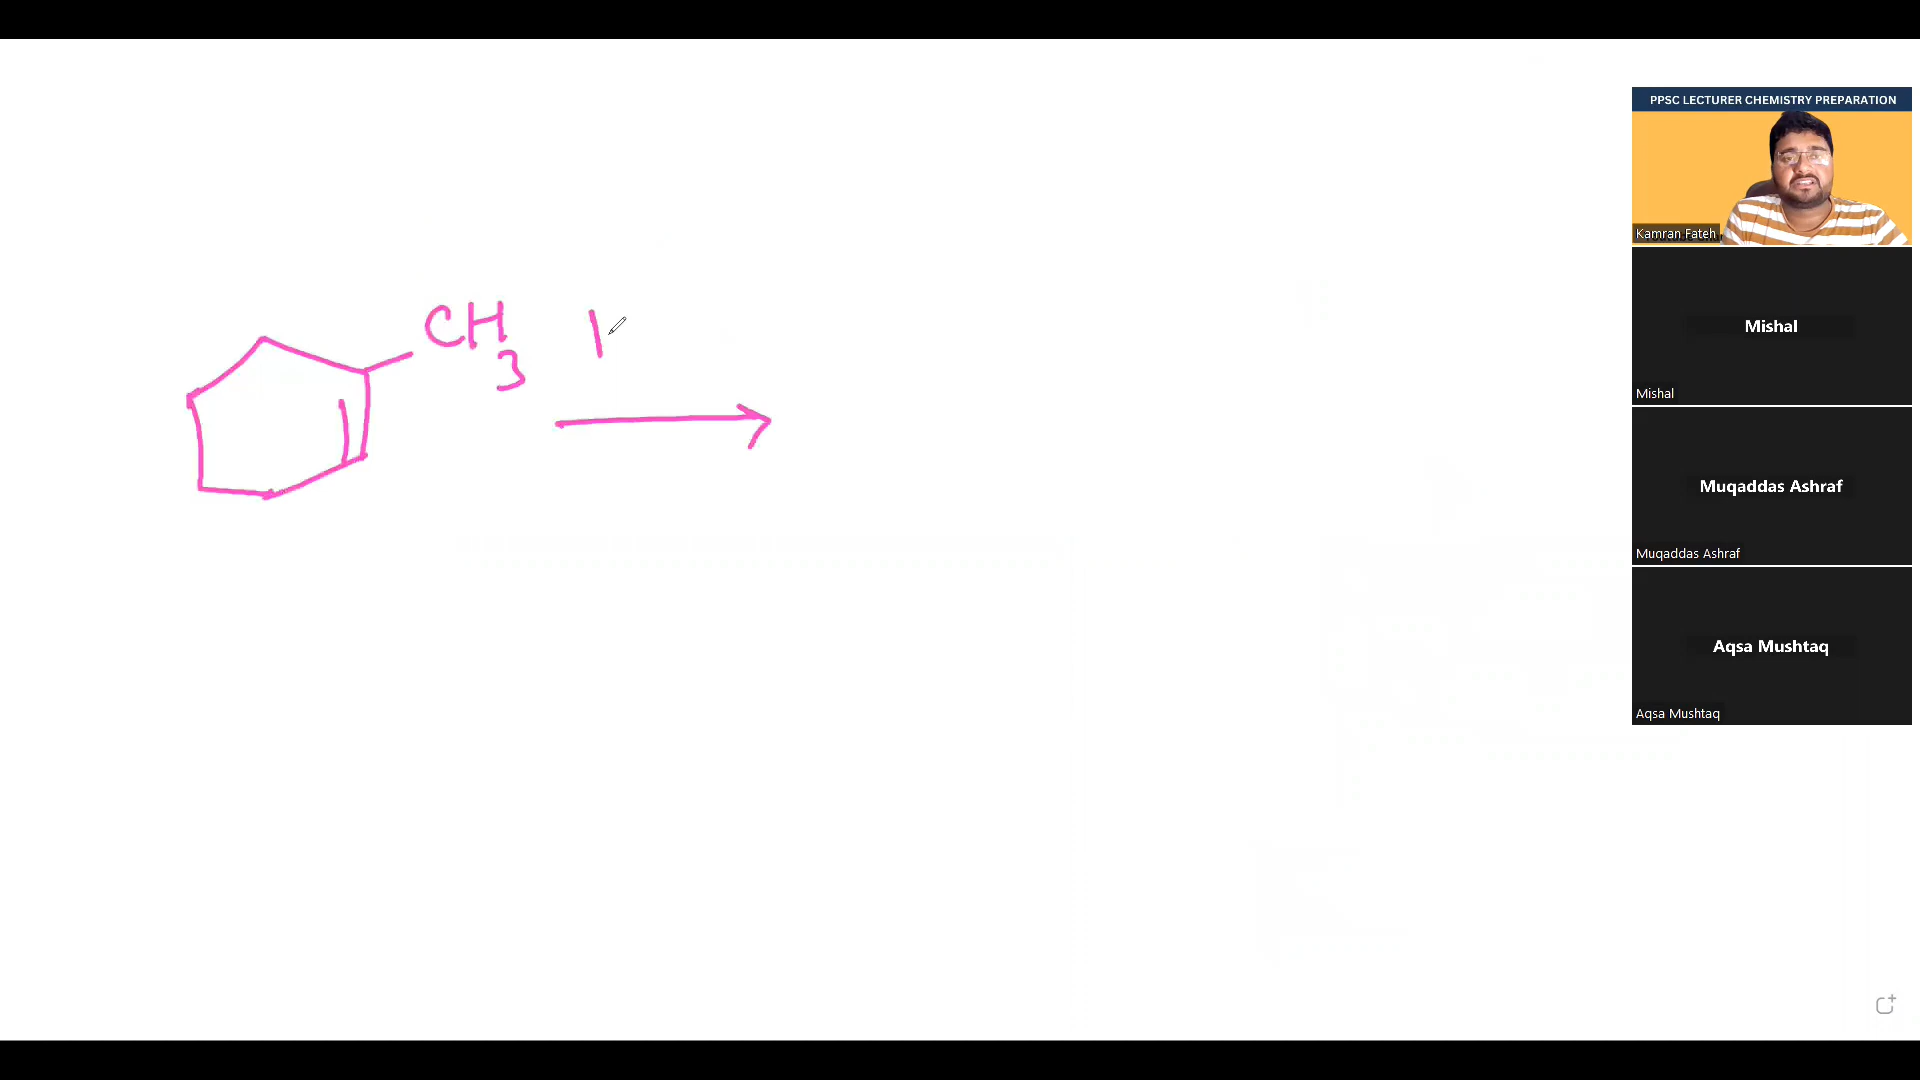 PPSC LECTURER CHEMISTRY PREPARATION
Kamran Fateh
CH3
Mishal
Mishal
Muqaddas Ashraf
Muqaddas Ashraf
Aqsa Mushtaq
Aqsa Mushtaq